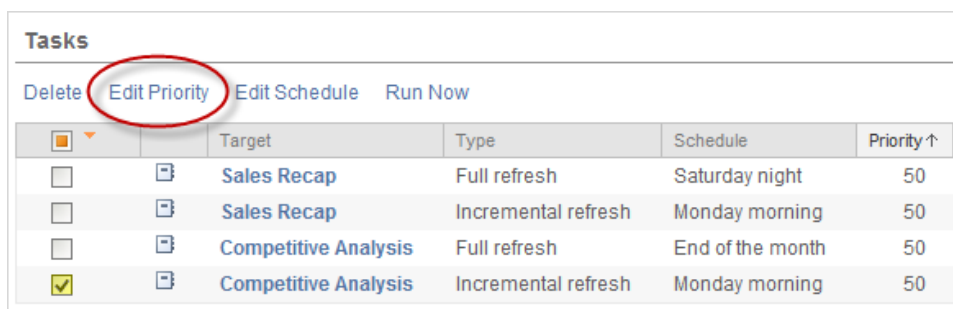 Tasks
Delete Edit Priority Edit Schedule Run Now
Target Type Schedule Priority↑
Sales Recap Full refresh Saturday night 50
Sales Recap Incremental refresh Monday morning 50
Competitive Analysis Full refresh End of the month 50
Competitive Analysis Incremental refresh Monday morning 50